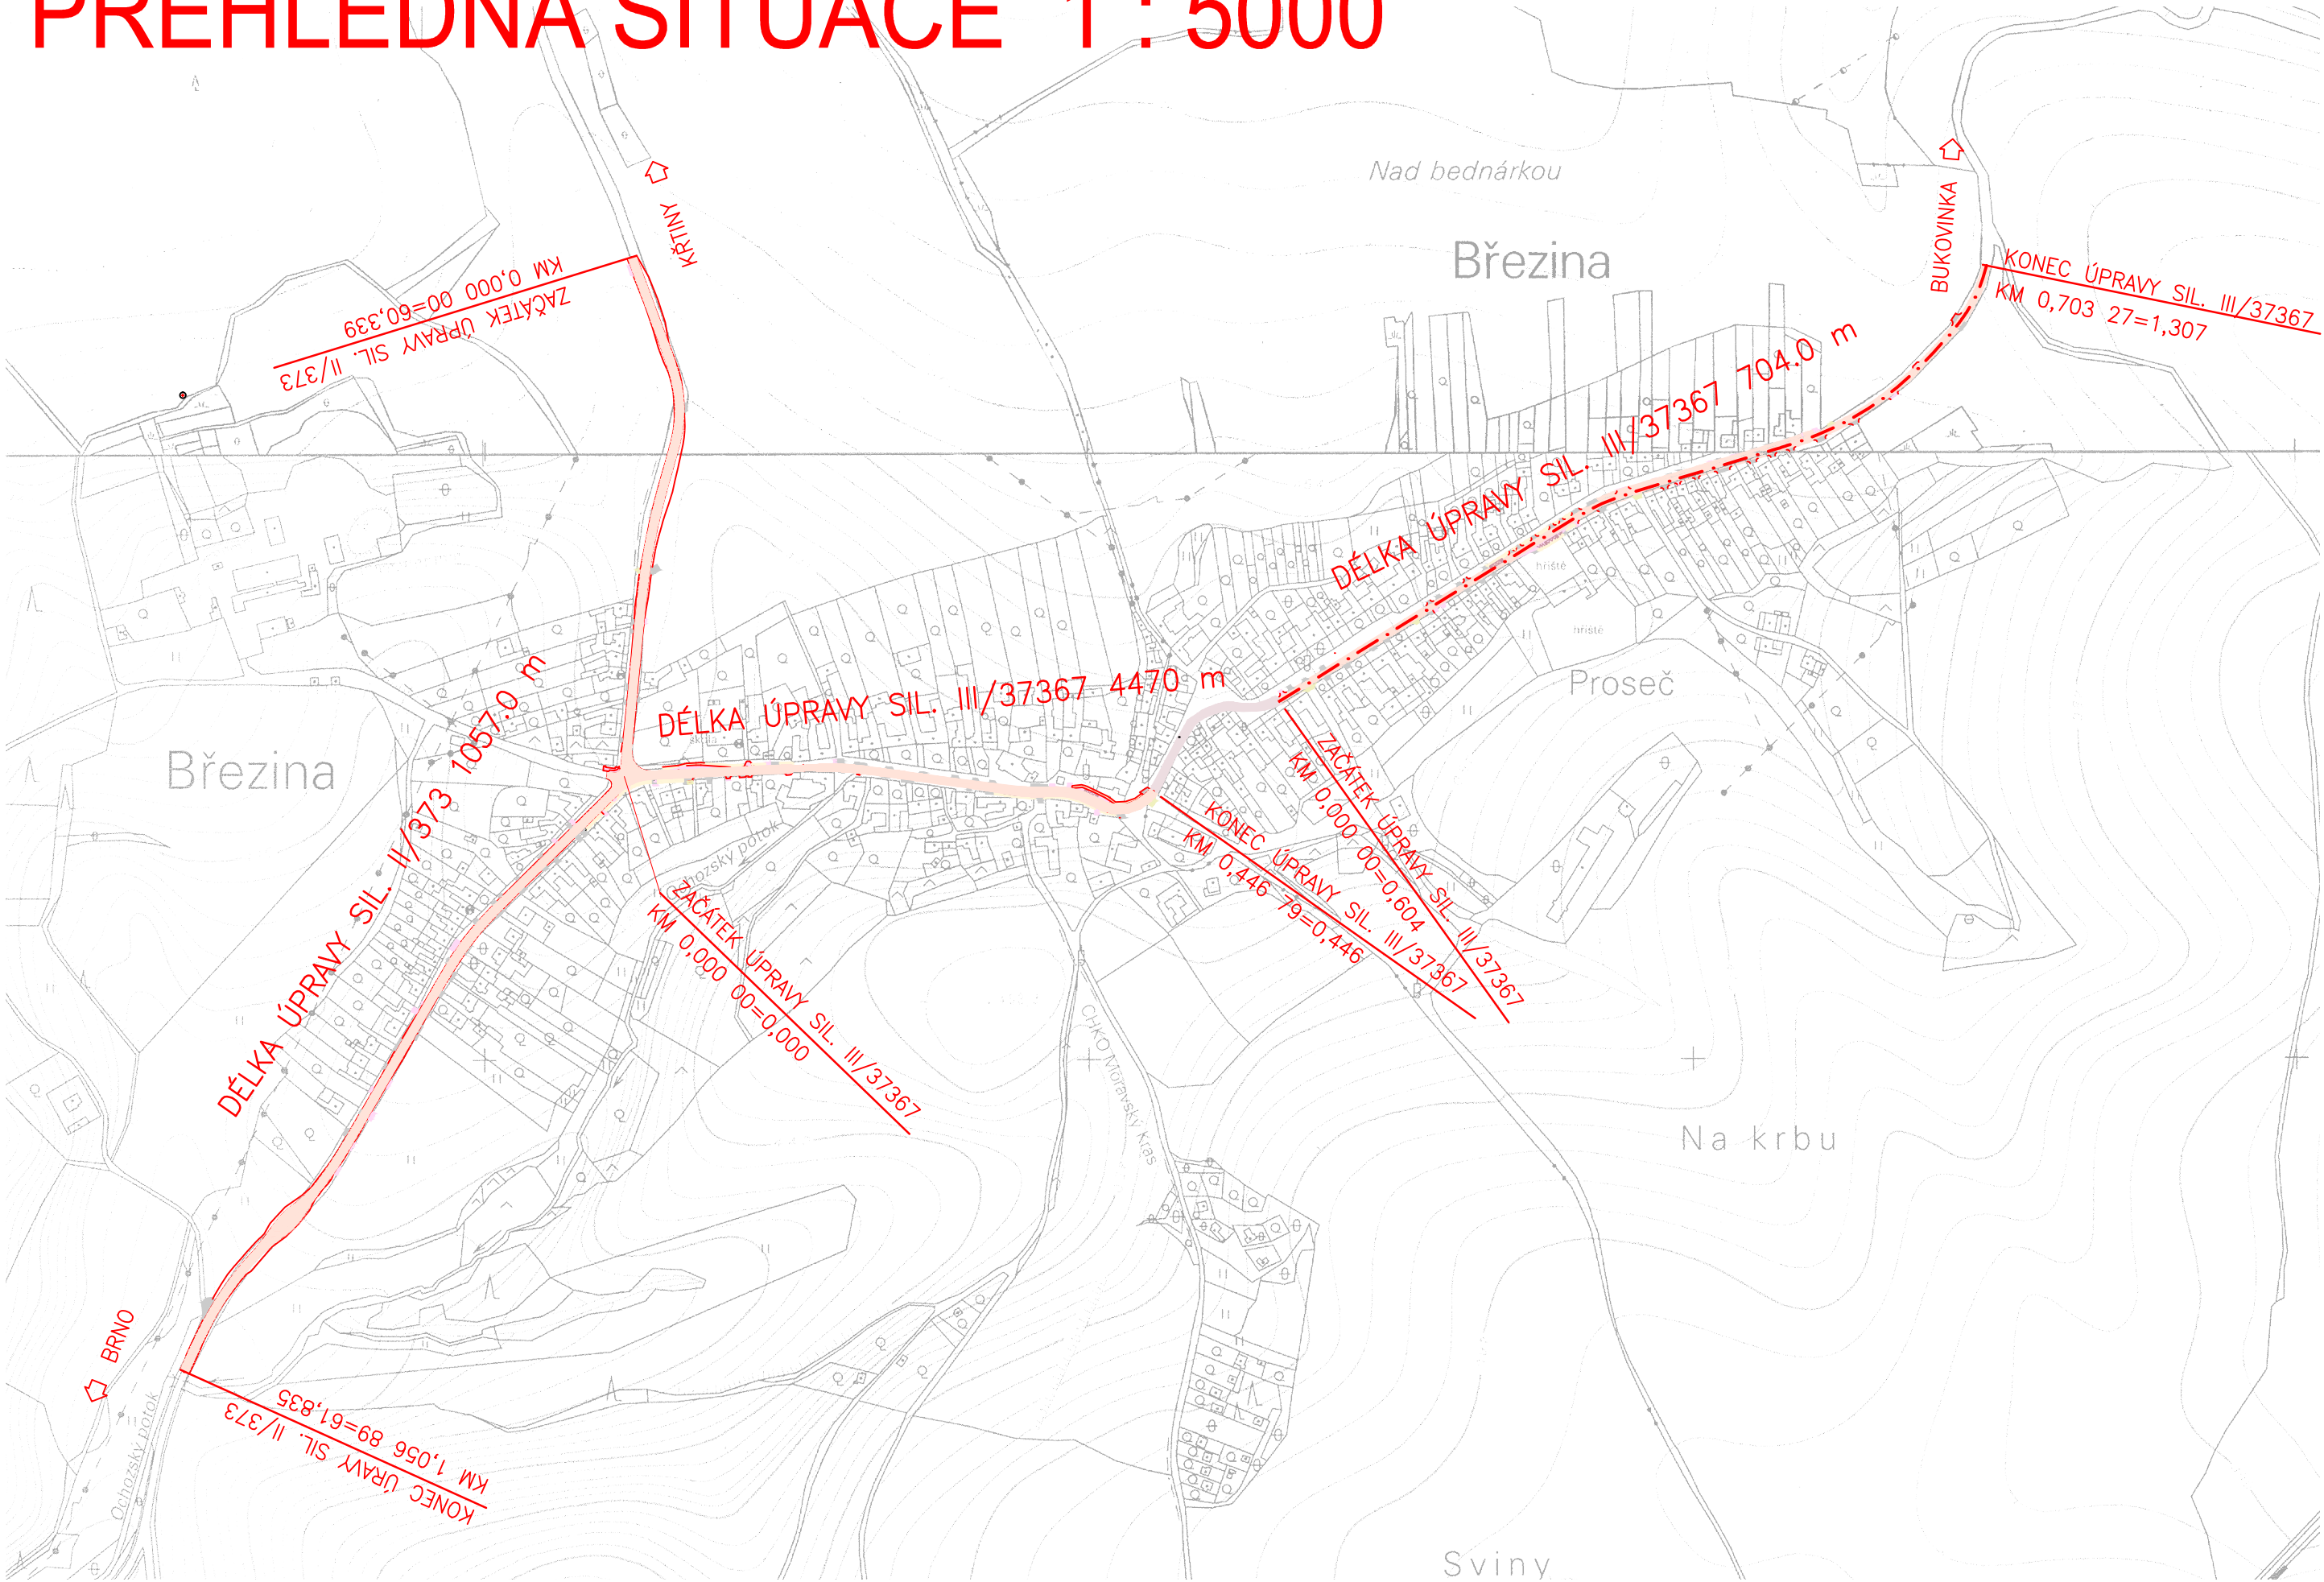 PŘEHLEDNÁ SITUACE 1 : 5000
Nad bednárkou
Březina
KŘTINY
BUKOVINKA
KONEC ÚPRAVY SIL. III/37367
KM 0,703 27=1,307
ZAČÁTEK ÚPRAVY SIL. II/373
KM 0,000 00=60,339
DÉLKA ÚPRAVY SIL. III/37367 704.0 m
hřiště
hřiště
Proseč
DÉLKA ÚPRAVY SIL. III/37367 4470 m
DÉLKA ÚPRAVY SIL. II/373 1057.0 m
Březina
ZAČÁTEK ÚPRAVY SIL. III/37367
KM 0,000 00=0,604
KONEC ÚPRAVY SIL. III/37367
KM 0,446 79=0,446
Ochozský potok
ZAČÁTEK ÚPRAVY SIL. III/37367
KM 0,000 00=0,000
CHKO Moravský Kras
Na krbu
BRNO
Ochozský potok
KONEC ÚRAVY SIL. II/373
KM 1,056 89=61,835
Sviny